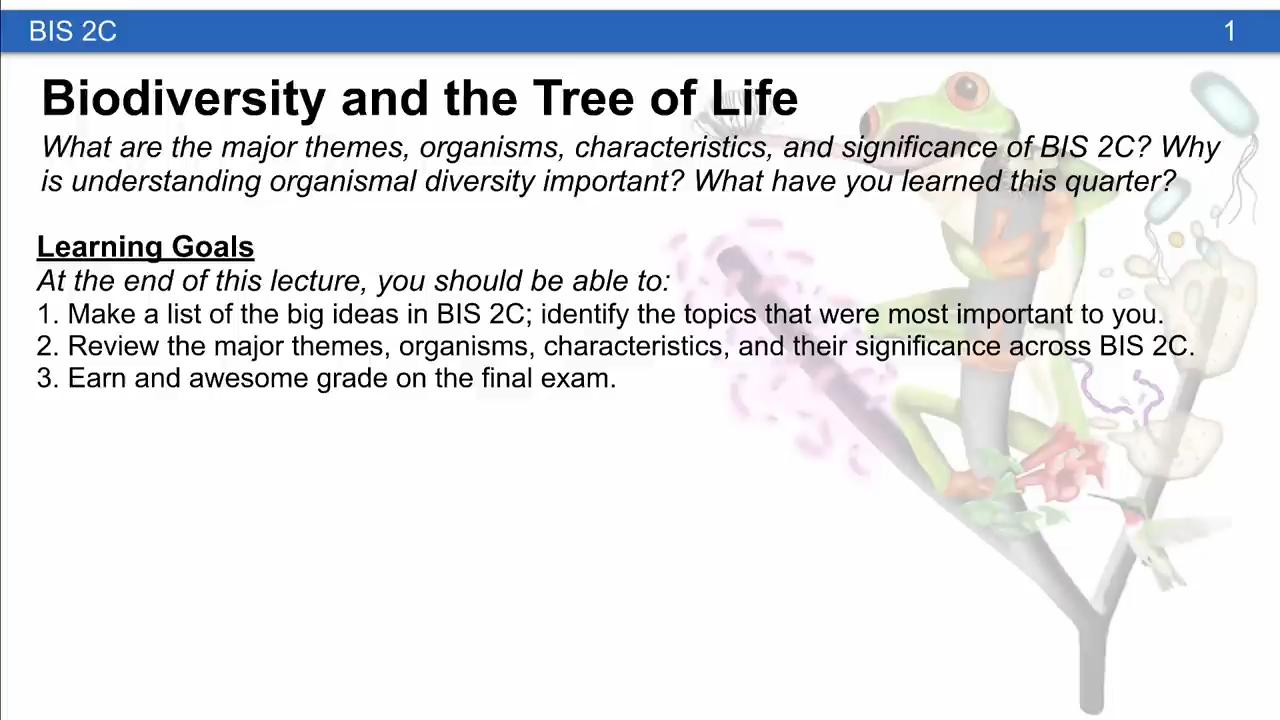 BIS 2C
1
Biodiversity and the Tree of Life
What are the major themes, organisms, characteristics, and significance of BIS 2C? Why
is understanding organismal diversity important? What have you learned this quarter?
Learning Goals
At the end of this lecture, you should be able to:
1. Make a list of the big ideas in BIS 2C; identify the topics that were most important to you.
2. Review the major themes, organisms, characteristics, and their significance across BIS 2C.
3. Earn and awesome grade on the final exam.